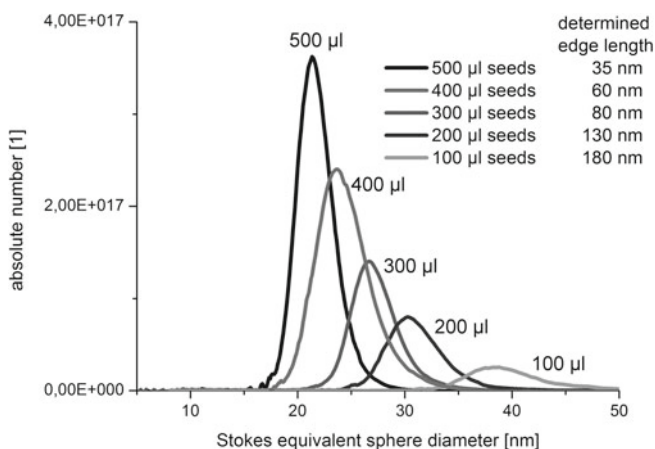 4,00E+017
2,00E+017
0,00E+000
absolute number [1]
10
20
30
40
50
Stokes equivalent sphere diameter [nm]
500 µl
400 µl
300 µl
200 µl
100 µl
determined
edge length
500 µl seeds 35 nm
400 µl seeds 60 nm
300 µl seeds 80 nm
200 µl seeds 130 nm
100 µl seeds 180 nm